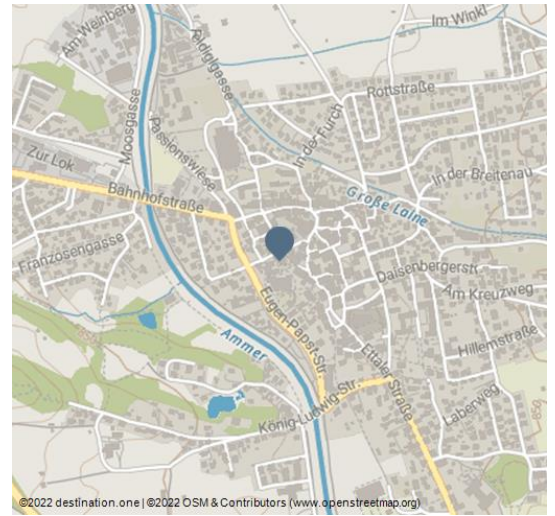 Am Weinberg
Im Winkl
Rüdiglgasse
Rottstraße
Moosgasse
In der Furch
Passionswiese
Zur Lok
In der Breitenau
Bahnhofstraße
Große Laine
Franzosengasse
Daisenbergerstr
Am Kreuzweg
Eugen-Papst-Str.
Ammer
Hillernstraße
Ettaler Straße
König-Ludwig-Str.
Laberweg
850
©2022 destination.one | ©2022 OSM & Contributors (www.openstreetmap.org)